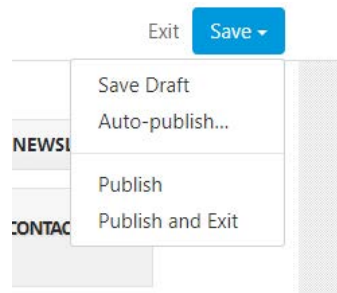 Exit Save
Save Draft
Auto-publish...
NEWSL
Publish
Publish and Exit
CONTAC